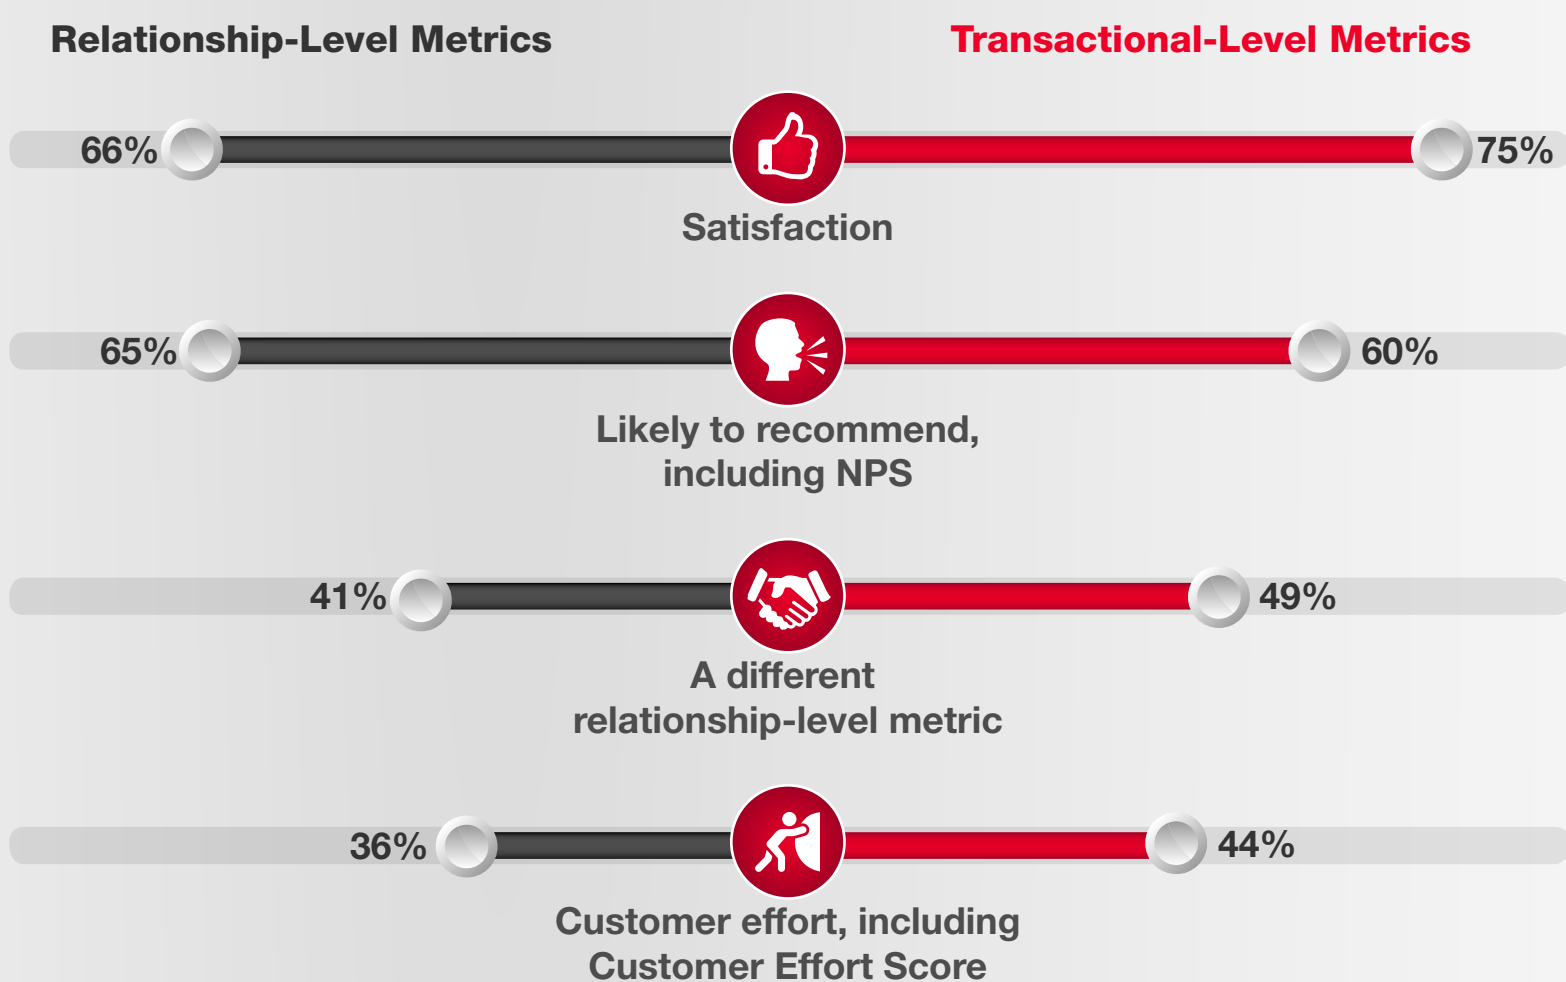 Relationship-Level Metrics
Transactional-Level Metrics
66%
75%
Satisfaction
65%
60%
Likely to recommend,
including NPS
41%
49%
A different
relationship-level metric
36%
44%
Customer effort, including
Customer Effort Score